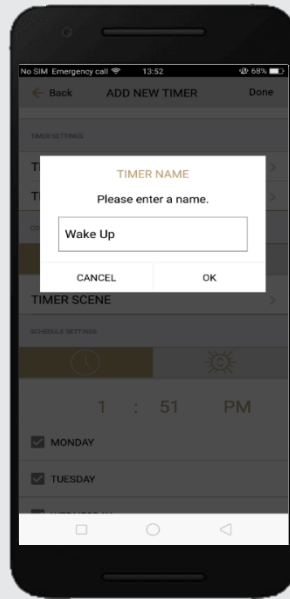 No SIM Emergency call 13:52 68%
Back ADD NEW TIMER Done
TIMER SETTINGS
TIMER NAME
Please enter a name.
Wake Up
CANCEL OK
TIMER SCENE
SCHEDULE SETTINGS
1 : 51 PM
MONDAY
TUESDAY